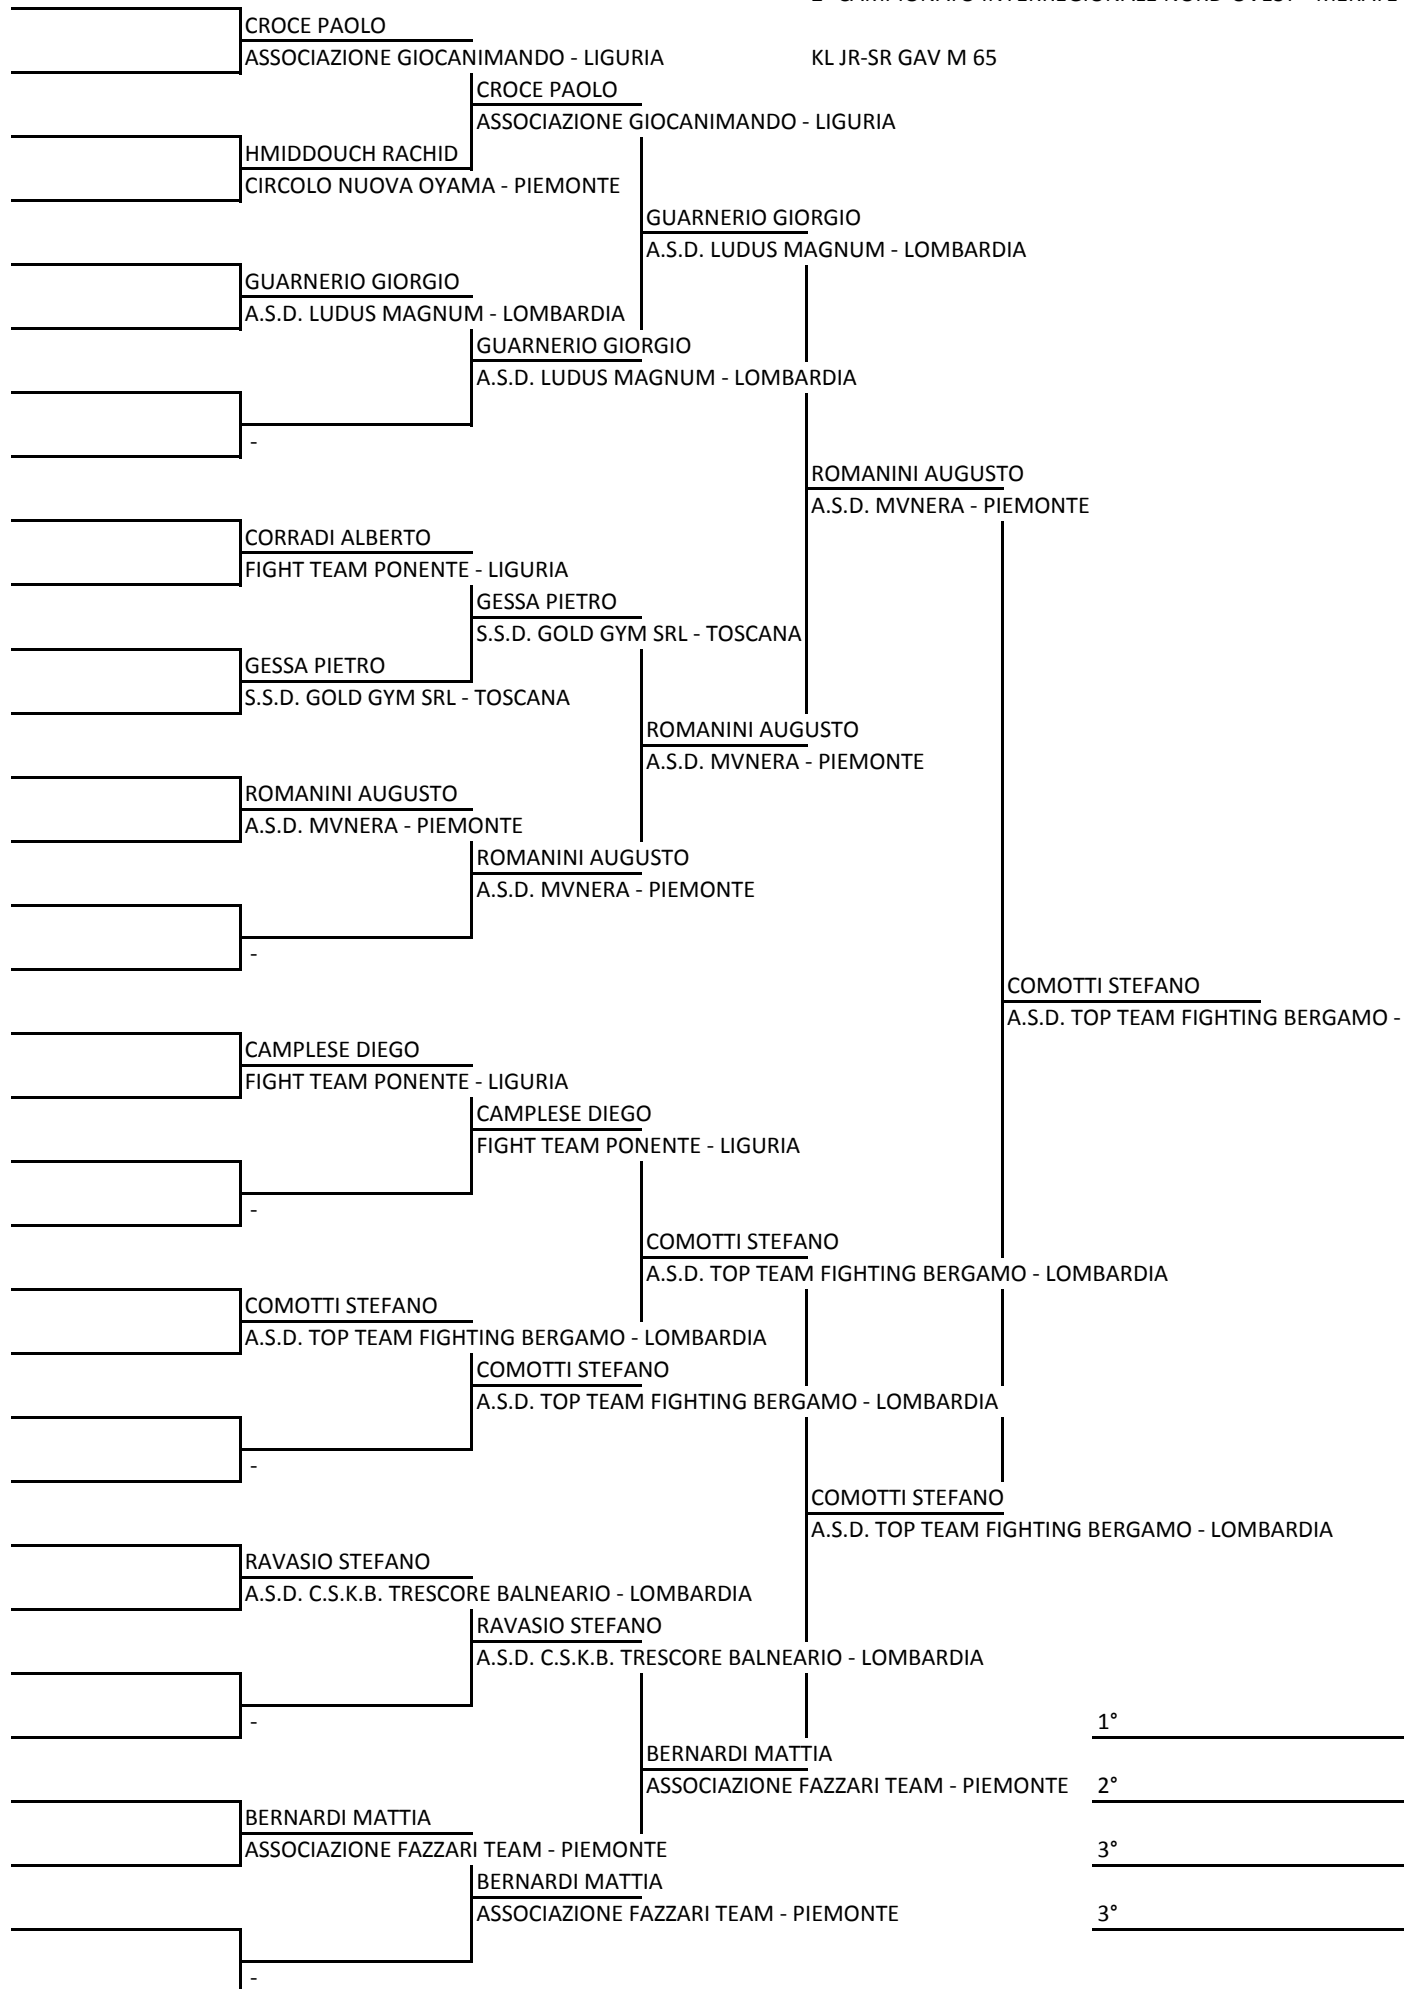 CROCE PAOLO
ASSOCIAZIONE GIOCANIMANDO - LIGURIA
KL JR-SR GAV M 65
CROCE PAOLO
ASSOCIAZIONE GIOCANIMANDO - LIGURIA
HMIDDOUCH RACHID
CIRCOLO NUOVA OYAMA - PIEMONTE
GUARNERIO GIORGIO
A.S.D. LUDUS MAGNUM - LOMBARDIA
GUARNERIO GIORGIO
A.S.D. LUDUS MAGNUM - LOMBARDIA
GUARNERIO GIORGIO
A.S.D. LUDUS MAGNUM - LOMBARDIA
-
ROMANINI AUGUSTO
A.S.D. MVNERA - PIEMONTE
CORRADI ALBERTO
FIGHT TEAM PONENTE - LIGURIA
GESSA PIETRO
S.S.D. GOLD GYM SRL - TOSCANA
GESSA PIETRO
S.S.D. GOLD GYM SRL - TOSCANA
ROMANINI AUGUSTO
A.S.D. MVNERA - PIEMONTE
ROMANINI AUGUSTO
A.S.D. MVNERA - PIEMONTE
ROMANINI AUGUSTO
A.S.D. MVNERA - PIEMONTE
-
COMOTTI STEFANO
A.S.D. TOP TEAM FIGHTING BERGAMO -
CAMPLESE DIEGO
FIGHT TEAM PONENTE - LIGURIA
CAMPLESE DIEGO
FIGHT TEAM PONENTE - LIGURIA
-
COMOTTI STEFANO
A.S.D. TOP TEAM FIGHTING BERGAMO - LOMBARDIA
COMOTTI STEFANO
A.S.D. TOP TEAM FIGHTING BERGAMO - LOMBARDIA
COMOTTI STEFANO
A.S.D. TOP TEAM FIGHTING BERGAMO - LOMBARDIA
-
COMOTTI STEFANO
A.S.D. TOP TEAM FIGHTING BERGAMO - LOMBARDIA
RAVASIO STEFANO
A.S.D. C.S.K.B. TRESCORE BALNEARIO - LOMBARDIA
RAVASIO STEFANO
A.S.D. C.S.K.B. TRESCORE BALNEARIO - LOMBARDIA
-
1°
BERNARDI MATTIA
ASSOCIAZIONE FAZZARI TEAM - PIEMONTE
2°
BERNARDI MATTIA
ASSOCIAZIONE FAZZARI TEAM - PIEMONTE
3°
BERNARDI MATTIA
ASSOCIAZIONE FAZZARI TEAM - PIEMONTE
3°
-